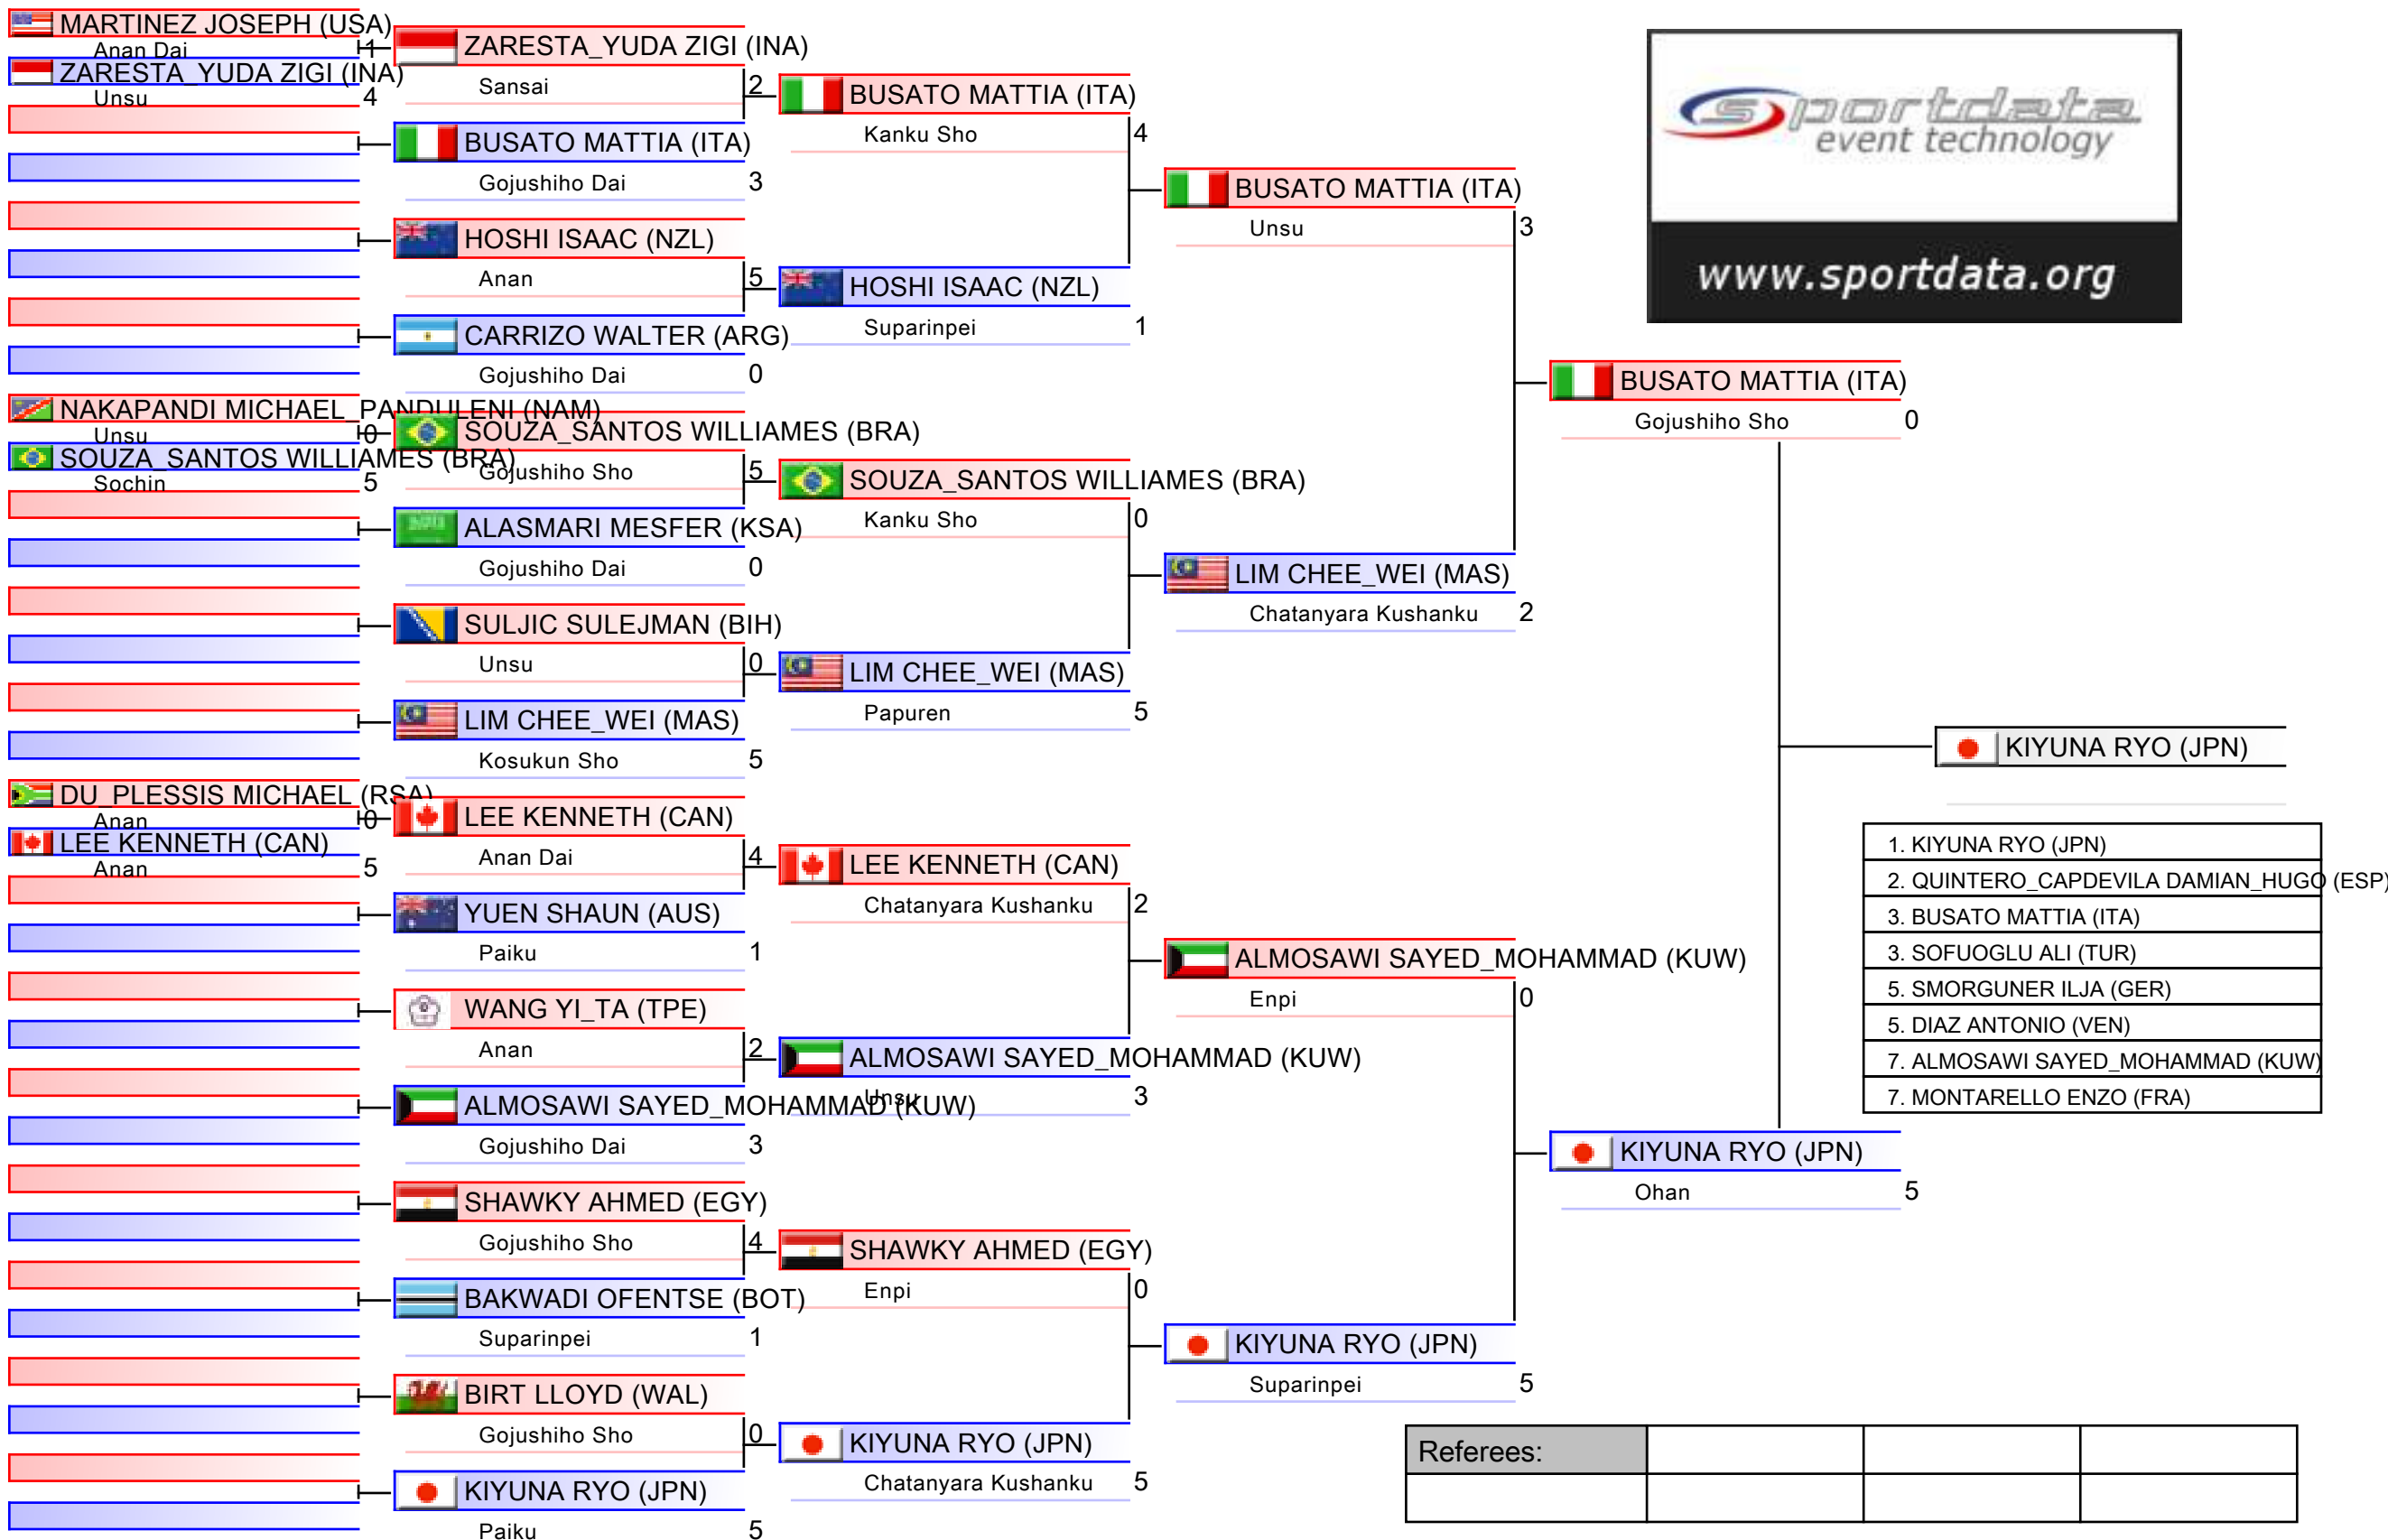 MARTINEZ JOSEPH (USA)
Anan Dai 1
ZARESTA_YUDA ZIGI (INA)
Unsu 4
NAKAPANDI MICHAEL_PANDULENI (NAM)
Unsu 0
SOUZA_SANTOS WILLIAMES (BRA)
Sochin 5
DU_PLESSIS MICHAEL (RSA)
Anan 0
LEE KENNETH (CAN)
Anan 5
ZARESTA_YUDA ZIGI (INA)
Sansai 2
BUSATO MATTIA (ITA)
Gojushiho Dai 3
HOSHI ISAAC (NZL)
Anan 5
CARRIZO WALTER (ARG)
Gojushiho Dai 0
SOUZA_SANTOS WILLIAMES (BRA)
Gojushiho Sho 5
ALASMARI MESFER (KSA)
Gojushiho Dai 0
SULJIC SULEJMAN (BIH)
Unsu 0
LIM CHEE_WEI (MAS)
Kosukun Sho 5
LEE KENNETH (CAN)
Anan Dai 4
YUEN SHAUN (AUS)
Paiku 1
WANG YI_TA (TPE)
Anan 2
ALMOSAWI SAYED_MOHAMMAD (KUW)
Gojushiho Dai 3
SHAWKY AHMED (EGY)
Gojushiho Sho 4
BAKWADI OFENTSE (BOT)
Suparinpei 1
BIRT LLOYD (WAL)
Gojushiho Sho 0
KIYUNA RYO (JPN)
Paiku 5
BUSATO MATTIA (ITA)
Kanku Sho 4
HOSHI ISAAC (NZL)
Suparinpei 1
SOUZA_SANTOS WILLIAMES (BRA)
Kanku Sho 0
LIM CHEE_WEI (MAS)
Papuren 5
LEE KENNETH (CAN)
Chatanyara Kushanku 2
ALMOSAWI SAYED_MOHAMMAD (KUW)
Unsu 3
SHAWKY AHMED (EGY)
Enpi 0
KIYUNA RYO (JPN)
Chatanyara Kushanku 5
BUSATO MATTIA (ITA)
Unsu 3
LIM CHEE_WEI (MAS)
Chatanyara Kushanku 2
ALMOSAWI SAYED_MOHAMMAD (KUW)
Enpi 0
KIYUNA RYO (JPN)
Suparinpei 5
BUSATO MATTIA (ITA)
Gojushiho Sho 0
KIYUNA RYO (JPN)
Ohan 5
KIYUNA RYO (JPN)
sportdata
event technology
www.sportdata.org
1. KIYUNA RYO (JPN)
2. QUINTERO_CAPDEVILA DAMIAN_HUGO (ESP)
3. BUSATO MATTIA (ITA)
3. SOFUOGLU ALI (TUR)
5. SMORGUNER ILJA (GER)
5. DIAZ ANTONIO (VEN)
7. ALMOSAWI SAYED_MOHAMMAD (KUW)
7. MONTARELLO ENZO (FRA)
Referees: